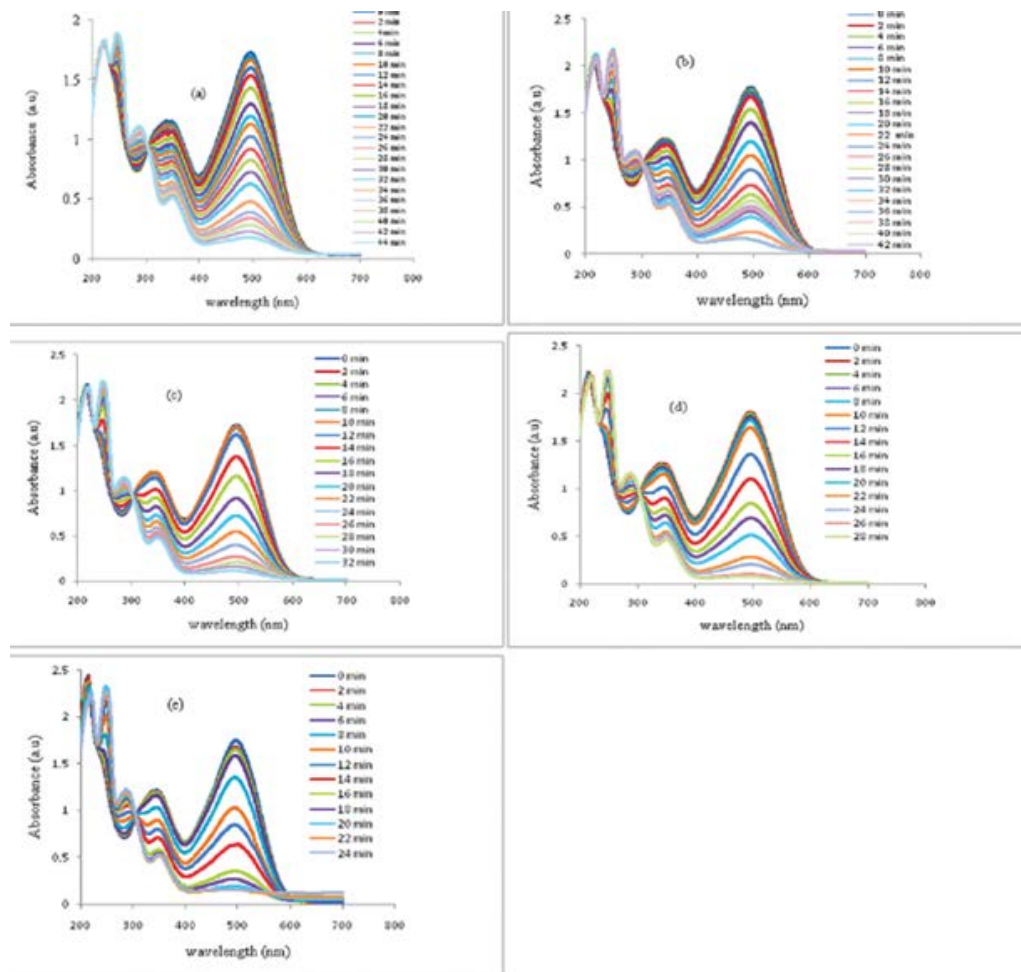 (a)
Absorbance (a.u)
2
1.5
1
0.5
0
200 300 400 500 600 700 800
wavelength (nm)
0 min
2 min
4 min
6 min
8 min
10 min
12 min
14 min
16 min
18 min
20 min
22 min
24 min
26 min
28 min
30 min
32 min
34 min
36 min
38 min
40 min
42 min
44 min
(b)
Absorbance (a.u)
2.5
2
1.5
1
0.5
0
200 300 400 500 600 700 800
wavelength (nm)
0 min
2 min
4 min
6 min
8 min
10 min
12 min
14 min
16 min
18 min
20 min
22 min
24 min
26 min
28 min
30 min
32 min
34 min
36 min
38 min
40 min
42 min
(c)
Absorbance (a.u)
2.5
2
1.5
1
0.5
0
200 300 400 500 600 700 800
wavelength (nm)
0 min
2 min
4 min
6 min
8 min
10 min
12 min
14 min
16 min
18 min
20 min
22 min
24 min
26 min
28 min
30 min
32 min
(d)
Absorbance (a.u)
2.5
2
1.5
1
0.5
0
200 300 400 500 600 700 800
wavelength (nm)
0 min
2 min
4 min
6 min
8 min
10 min
12 min
14 min
16 min
18 min
20 min
22 min
24 min
26 min
28 min
(e)
Absorbance (a.u)
2.5
2
1.5
1
0.5
0
200 300 400 500 600 700 800
wavelength (nm)
0 min
2 min
4 min
6 min
8 min
10 min
12 min
14 min
16 min
18 min
20 min
22 min
24 min